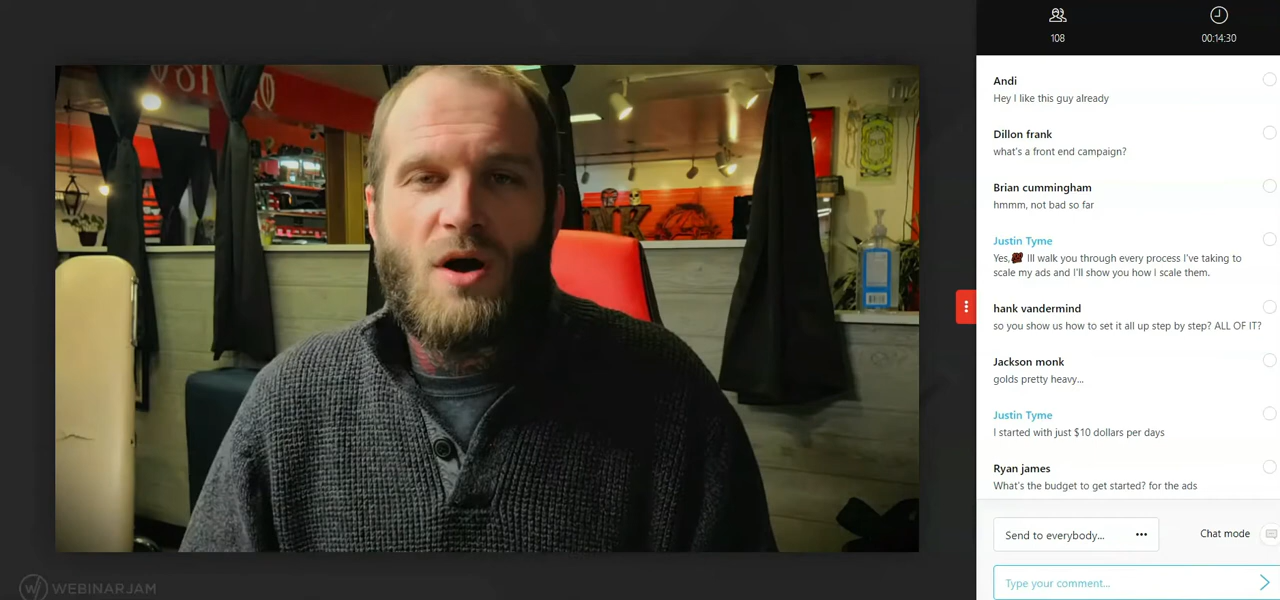 108
00:14:30
Andi
Hey I like this guy already
Dillon frank
what's a front end campaign?
Brian cummingham
hmmm, not bad so far
Justin Tyme
Yes, Ill walk you through every process I've taking to
scale my ads and I'll show you how I scale them.
hank vandermind
so you show us how to set it all up step by step? ALL OF IT?
Jackson monk
golds pretty heavy...
Justin Tyme
I started with just $10 dollars per days
Ryan james
What's the budget to get started? for the ads
Send to everybody...
Chat mode
Type your comment...
WEBINARJAM